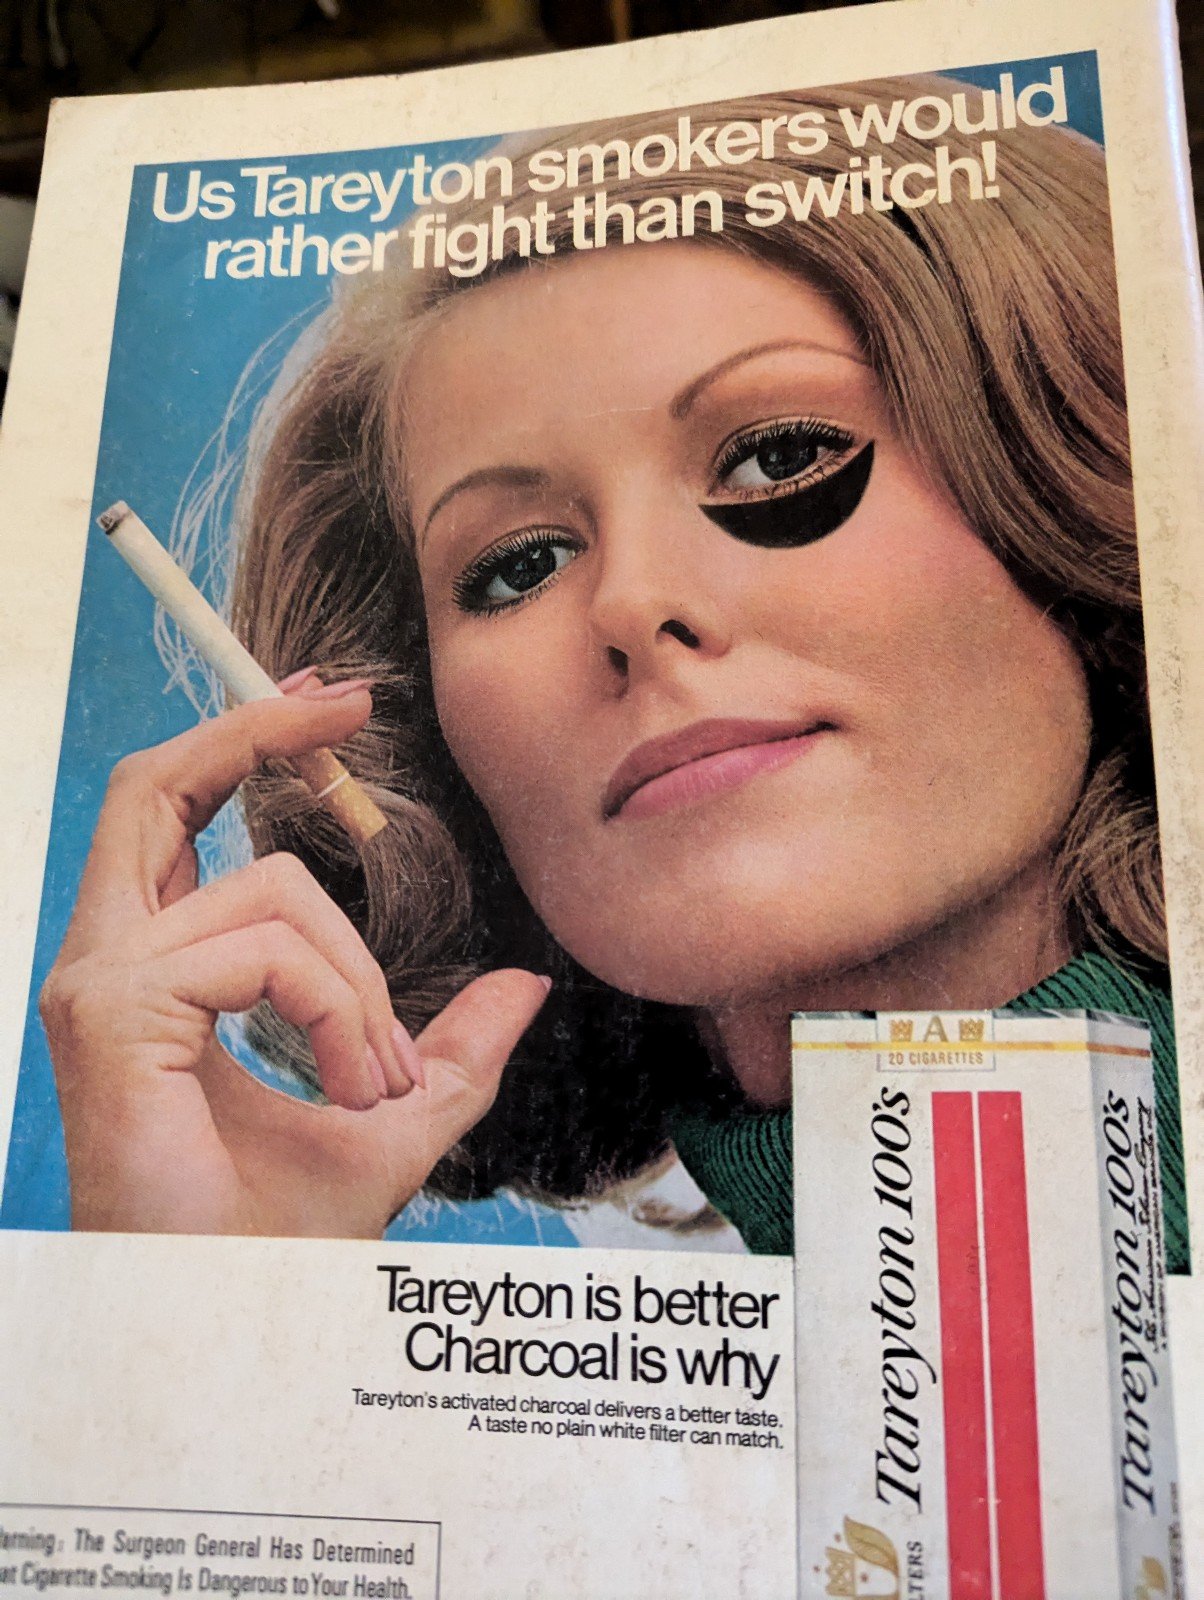 Us Tareyton smokers would
rather fight than switch!
A
20 CIGARETTES
Tareyton 100's
Tareyton 100's
Tareyton is better
Charcoal is why
Tareyton's activated charcoal delivers a better taste.
A taste no plain white filter can match.
The Surgeon General Has Determined
Cigarette Smoking Is Dangerous to Your Health.